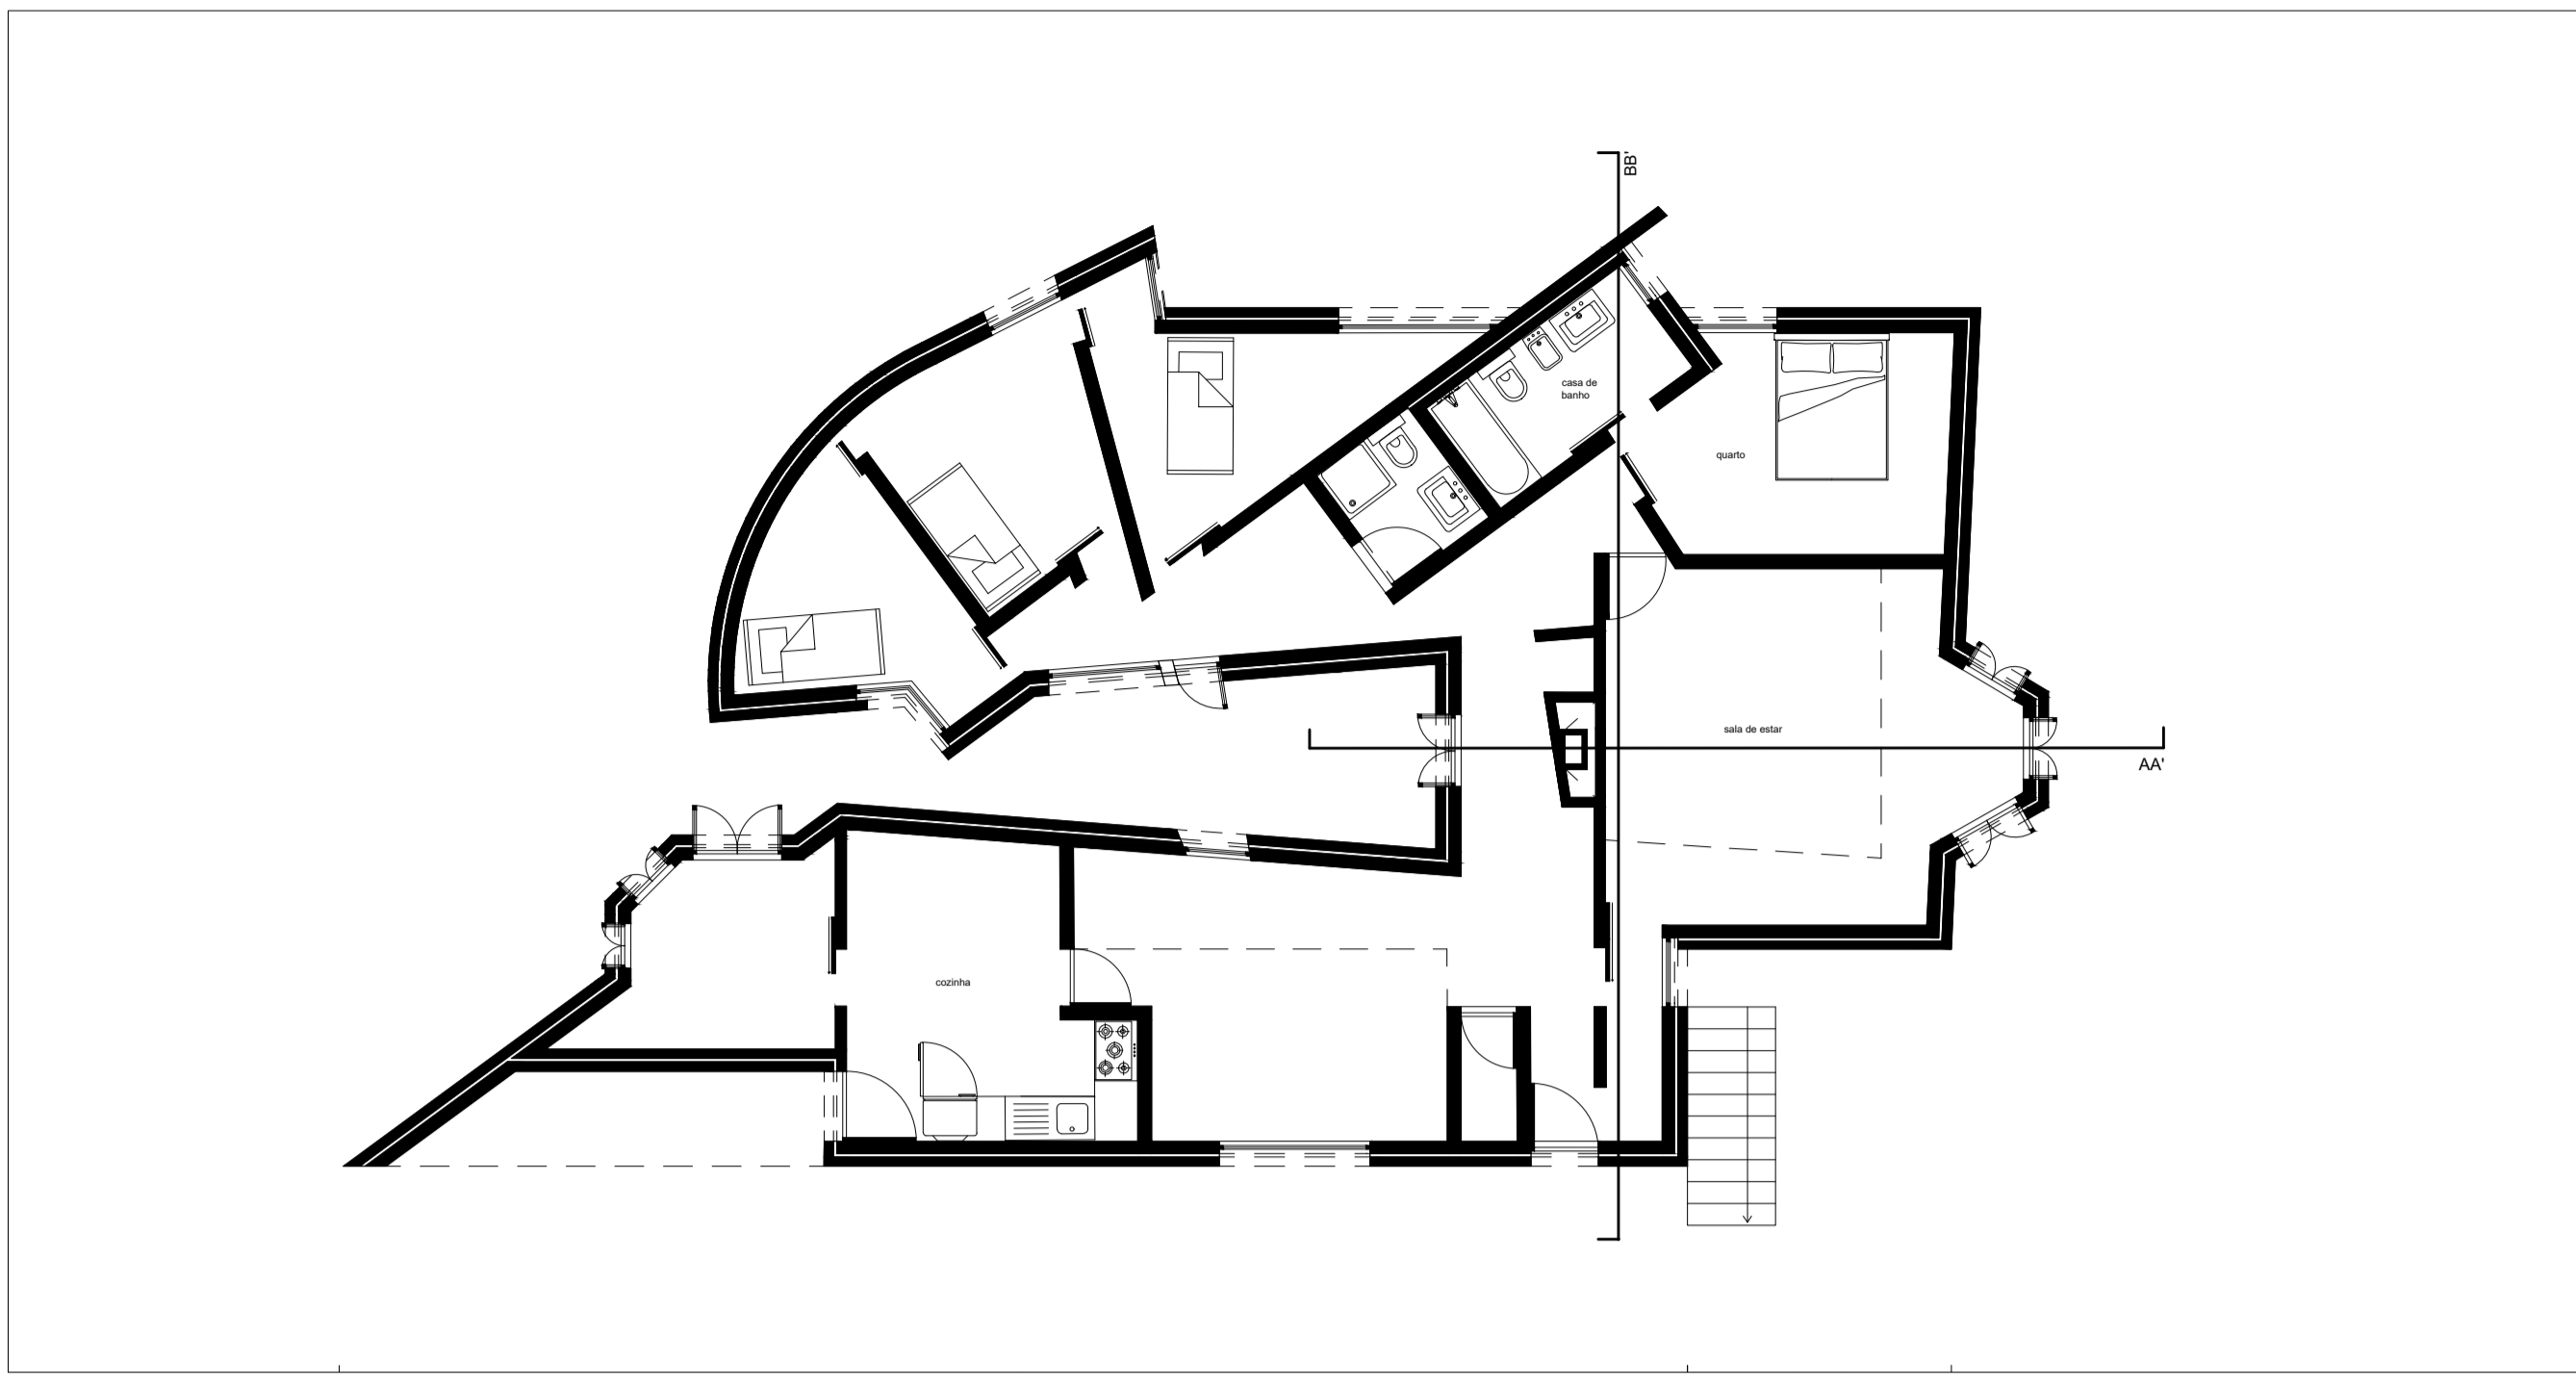 BB'
casa de
banho
quarto
sala de estar
AA'
cozinha